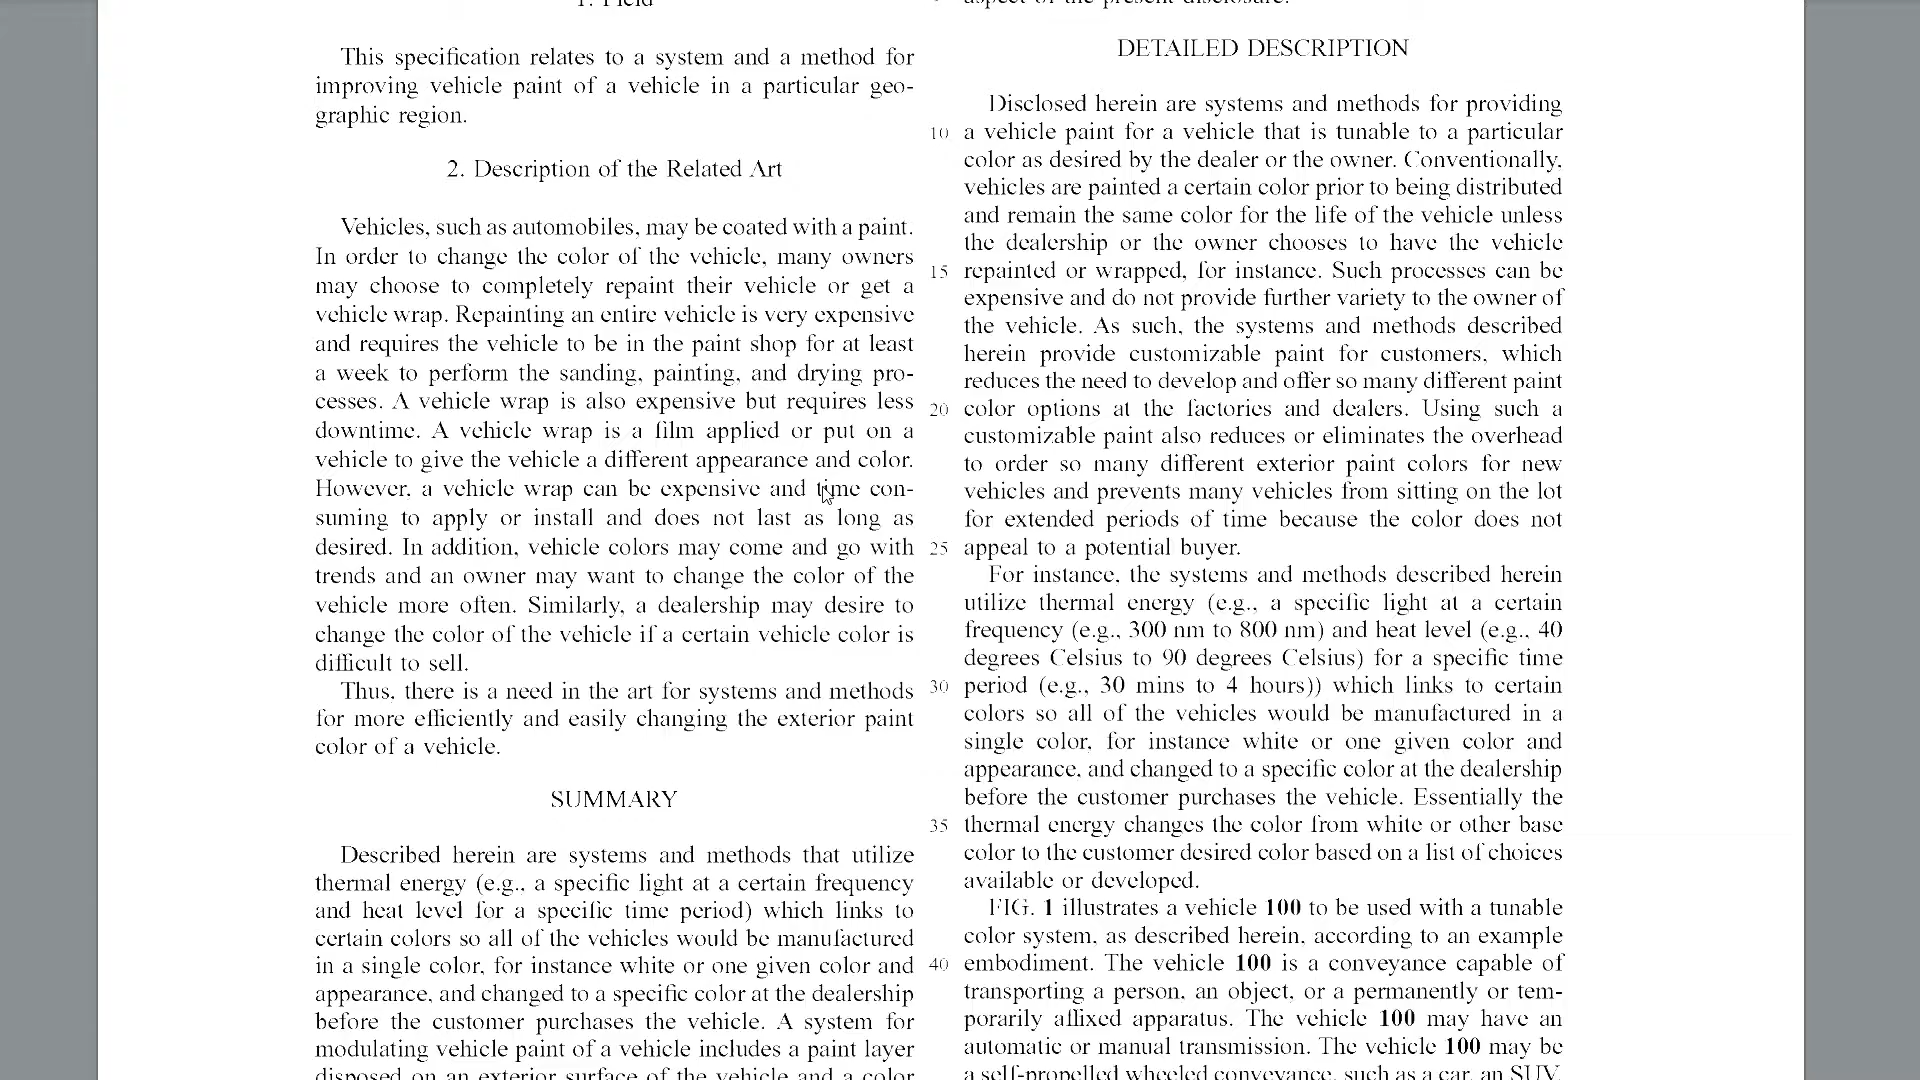 1. Field
This specification relates to a system and a method for
improving vehicle paint of a vehicle in a particular geo-
graphic region.
2. Description of the Related Art
Vehicles, such as automobiles, may be coated with a paint.
In order to change the color of the vehicle, many owners
may choose to completely repaint their vehicle or get a
vehicle wrap. Repainting an entire vehicle is very expensive
and requires the vehicle to be in the paint shop for at least
a week to perform the sanding, painting, and drying pro-
cesses. A vehicle wrap is also expensive but requires less
downtime. A vehicle wrap is a film applied or put on a
vehicle to give the vehicle a different appearance and color.
However, a vehicle wrap can be expensive and time con-
suming to apply or install and does not last as long as
desired. In addition, vehicle colors may come and go with
trends and an owner may want to change the color of the
vehicle more often. Similarly, a dealership may desire to
change the color of the vehicle if a certain vehicle color is
difficult to sell.
Thus, there is a need in the art for systems and methods
for more efficiently and easily changing the exterior paint
color of a vehicle.
SUMMARY
Described herein are systems and methods that utilize
thermal energy (e.g., a specific light at a certain frequency
and heat level for a specific time period) which links to
certain colors so all of the vehicles would be manufactured
in a single color, for instance white or one given color and
appearance, and changed to a specific color at the dealership
before the customer purchases the vehicle. A system for
modulating vehicle paint of a vehicle includes a paint layer
disposed on an exterior surface of the vehicle and a color
aspect of the present disclosure.
DETAILED DESCRIPTION
Disclosed herein are systems and methods for providing
10 a vehicle paint for a vehicle that is tunable to a particular
color as desired by the dealer or the owner. Conventionally,
vehicles are painted a certain color prior to being distributed
and remain the same color for the life of the vehicle unless
the dealership or the owner chooses to have the vehicle
15 repainted or wrapped, for instance. Such processes can be
expensive and do not provide further variety to the owner of
the vehicle. As such, the systems and methods described
herein provide customizable paint for customers, which
reduces the need to develop and offer so many different paint
20 color options at the factories and dealers. Using such a
customizable paint also reduces or eliminates the overhead
to order so many different exterior paint colors for new
vehicles and prevents many vehicles from sitting on the lot
for extended periods of time because the color does not
25 appeal to a potential buyer.
For instance, the systems and methods described herein
utilize thermal energy (e.g., a specific light at a certain
frequency (e.g., 300 nm to 800 nm) and heat level (e.g., 40
degrees Celsius to 90 degrees Celsius) for a specific time
30 period (e.g., 30 mins to 4 hours)) which links to certain
colors so all of the vehicles would be manufactured in a
single color, for instance white or one given color and
appearance, and changed to a specific color at the dealership
before the customer purchases the vehicle. Essentially the
35 thermal energy changes the color from white or other base
color to the customer desired color based on a list of choices
available or developed.
FIG. 1 illustrates a vehicle 100 to be used with a tunable
color system, as described herein, according to an example
40 embodiment. The vehicle 100 is a conveyance capable of
transporting a person, an object, or a permanently or tem-
porarily affixed apparatus. The vehicle 100 may have an
automatic or manual transmission. The vehicle 100 may be
a self-propelled wheeled conveyance, such as a car, an SUV,